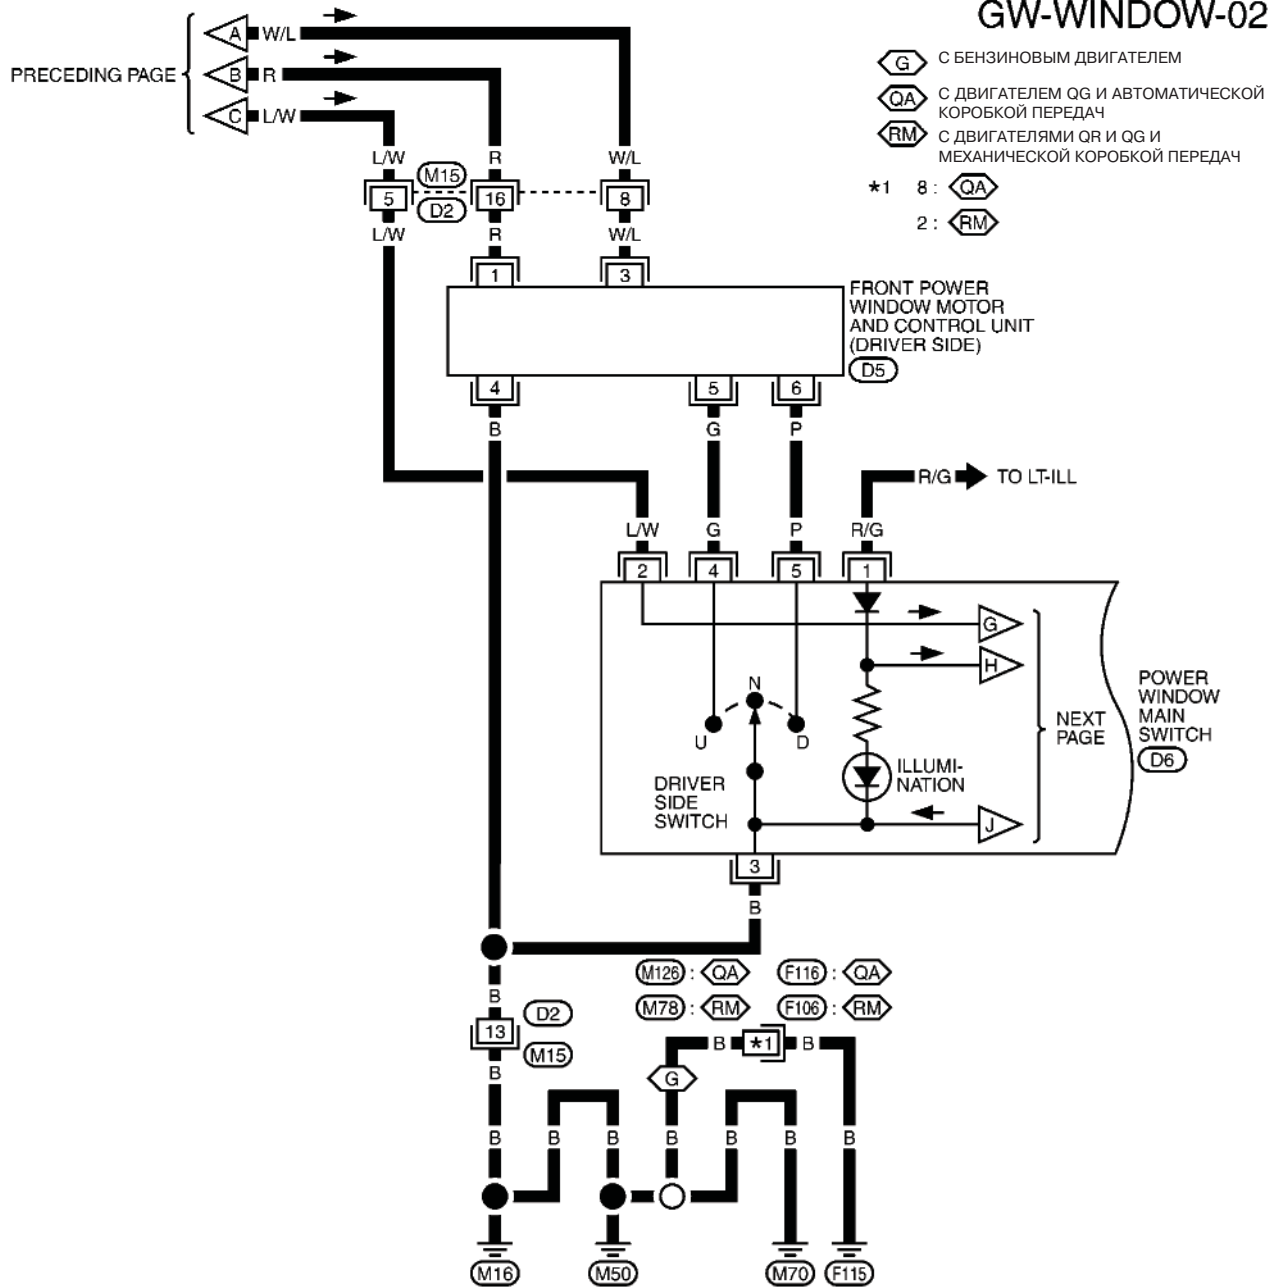 GW-WINDOW-02
PRECEDING PAGE
A W/L
B R
C L/W
G С БЕНЗИНОВЫМ ДВИГАТЕЛЕМ
QA С ДВИГАТЕЛЕМ QG И АВТОМАТИЧЕСКОЙ
КОРОБКОЙ ПЕРЕДАЧ
RM С ДВИГАТЕЛЯМИ QR И QG И
МЕХАНИЧЕСКОЙ КОРОБКОЙ ПЕРЕДАЧ
*1 8 : QA
2 : RM
L/W R W/L
M15
5 16 8
D2
L/W R W/L
1 3
FRONT POWER
WINDOW MOTOR
AND CONTROL UNIT
(DRIVER SIDE)
D5
4 5 6
B G P
R/G TO LT-ILL
L/W G P R/G
2 4 5 1
G
H
N
U D
NEXT
PAGE
POWER
WINDOW
MAIN
SWITCH
D6
ILLUMI-
NATION
DRIVER
SIDE
SWITCH
J
3
B
M126 : QA F116 : QA
M78 : RM F106 : RM
B
D2
13
M15
B
B *1 B
G
B B B B B B B
M16 M50 M70 F115